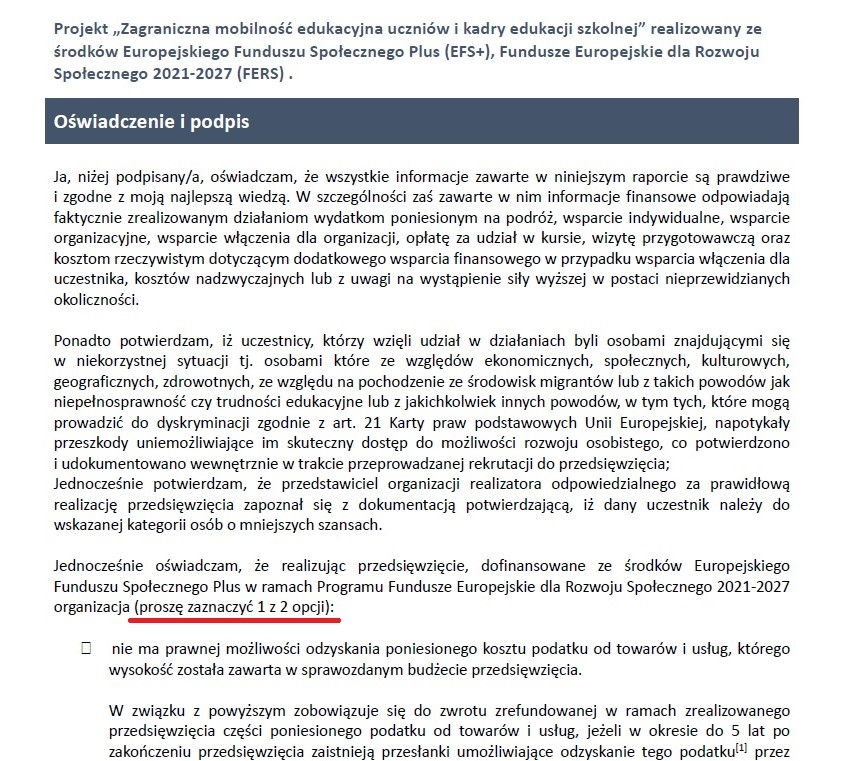 Projekt „Zagraniczna mobilność edukacyjna uczniów i kadry edukacji szkolnej” realizowany ze
środków Europejskiego Funduszu Społecznego Plus (EFS+), Fundusze Europejskie dla Rozwoju
Społecznego 2021-2027 (FERS) .
Oświadczenie i podpis
Ja, niżej podpisany/a, oświadczam, że wszystkie informacje zawarte w niniejszym raporcie są prawdziwe
i zgodne z moją najlepszą wiedzą. W szczególności zaś zawarte w nim informacje finansowe odpowiadają
faktycznie zrealizowanym działaniom wydatkom poniesionym na podróż, wsparcie indywidualne, wsparcie
organizacyjne, wsparcie włączenia dla organizacji, opłatę za udział w kursie, wizytę przygotowawczą oraz
kosztom rzeczywistym dotyczącym dodatkowego wsparcia finansowego w przypadku wsparcia włączenia dla
uczestnika, kosztów nadzwyczajnych lub z uwagi na wystąpienie siły wyższej w postaci nieprzewidzianych
okoliczności.
Ponadto potwierdzam, iż uczestnicy, którzy wzięli udział w działaniach byli osobami znajdującymi się
w niekorzystnej sytuacji tj. osobami które ze względów ekonomicznych, społecznych, kulturowych,
geograficznych, zdrowotnych, ze względu na pochodzenie ze środowisk migrantów lub z takich powodów jak
niepełnosprawność czy trudności edukacyjne lub z jakichkolwiek innych powodów, w tym tych, które mogą
prowadzić do dyskryminacji zgodnie z art. 21 Karty praw podstawowych Unii Europejskiej, napotykały
przeszkody uniemożliwiające im skuteczny dostęp do możliwości rozwoju osobistego, co potwierdzono
i udokumentowano wewnętrznie w trakcie przeprowadzanej rekrutacji do przedsięwzięcia;
Jednocześnie potwierdzam, że przedstawiciel organizacji realizatora odpowiedzialnego za prawidłową
realizację przedsięwzięcia zapoznał się z dokumentacją potwierdzającą, iż dany uczestnik należy do
wskazanej kategorii osób o mniejszych szansach.
Jednocześnie oświadczam, że realizując przedsięwzięcie, dofinansowane ze środków Europejskiego
Funduszu Społecznego Plus w ramach Programu Fundusze Europejskie dla Rozwoju Społecznego 2021-2027
organizacja (proszę zaznaczyć 1 z 2 opcji):
☐ nie ma prawnej możliwości odzyskania poniesionego kosztu podatku od towarów i usług, którego
wysokość została zawarta w sprawozdanym budżecie przedsięwzięcia.
W związku z powyższym zobowiązuje się do zwrotu zrefundowanej w ramach zrealizowanego
przedsięwzięcia części poniesionego podatku od towarów i usług, jeżeli w okresie do 5 lat po
zakończeniu przedsięwzięcia zaistnieją przesłanki umożliwiające odzyskanie tego podatku[1] przez